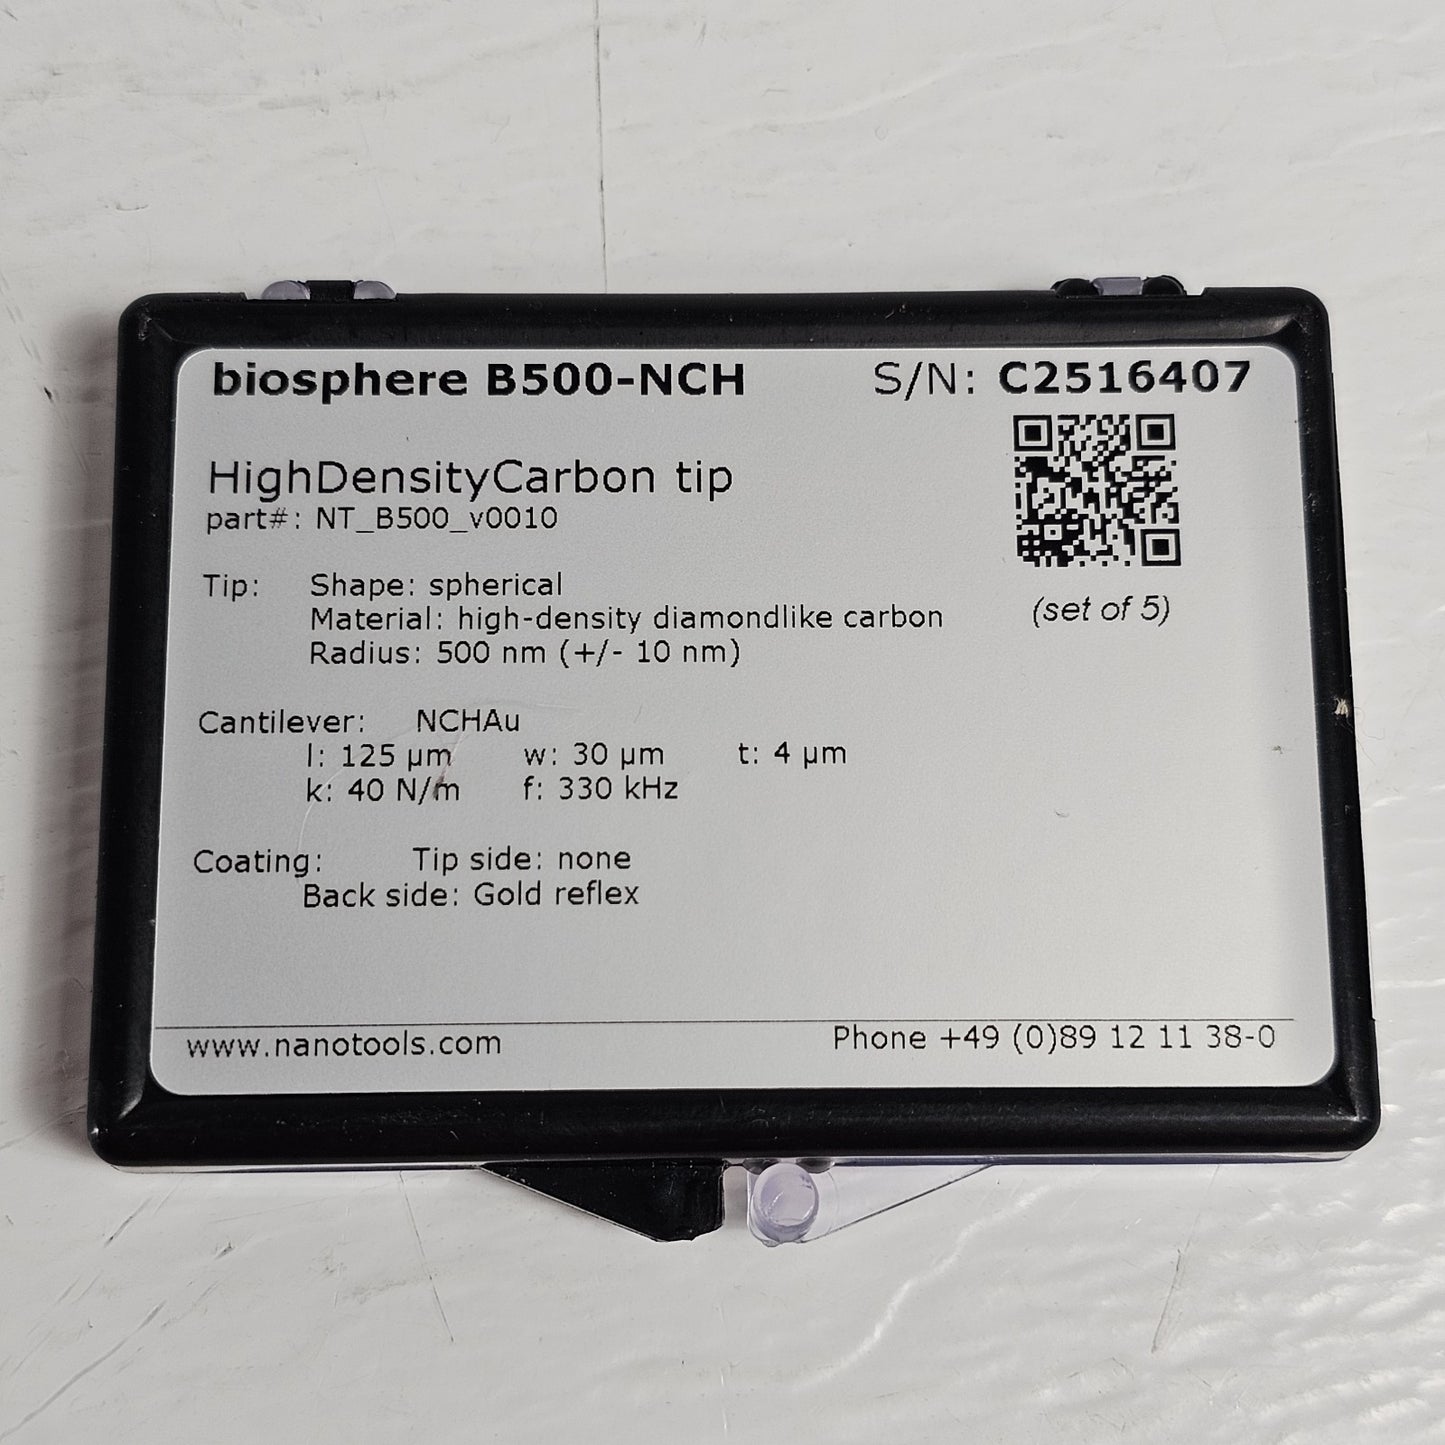 biosphere B500-NCH S/N: C2516407
HighDensityCarbon tip
part#: NT_B500_v0010
Tip: Shape: spherical
Material: high-density diamondlike carbon
(set of 5)
Radius: 500 nm (+/- 10 nm)
Cantilever: NCHAu
l: 125 µm w: 30 µm t: 4 µm
k: 40 N/m f: 330 kHz
Coating: Tip side: none
Back side: Gold reflex
www.nanotools.com Phone +49 (0)89 12 11 38-0